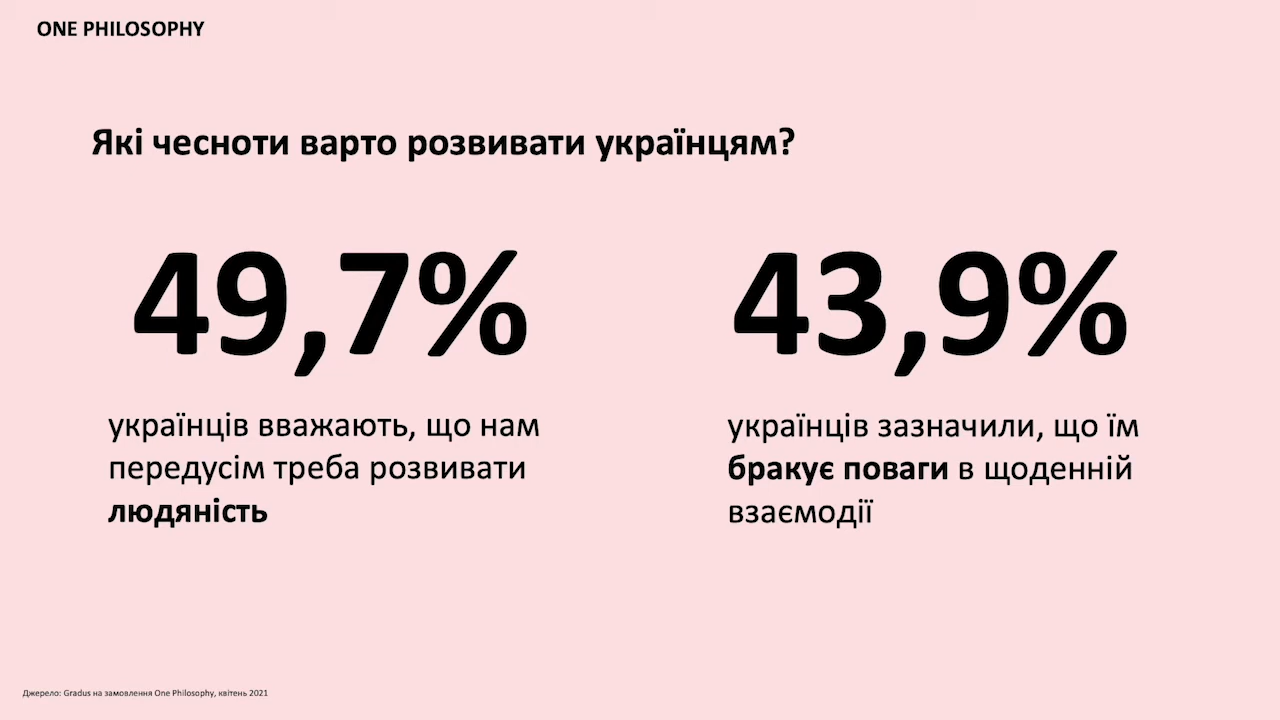 ONE PHILOSOPHY
Які чесноти варто розвивати українцям?
49,7%
українців вважають, що нам
передусім треба розвивати
людяність
43,9%
українців зазначили, що їм
бракує поваги в щоденній
взаємодії
Джерело: Gradus на замовлення One Philosophy, квітень 2021